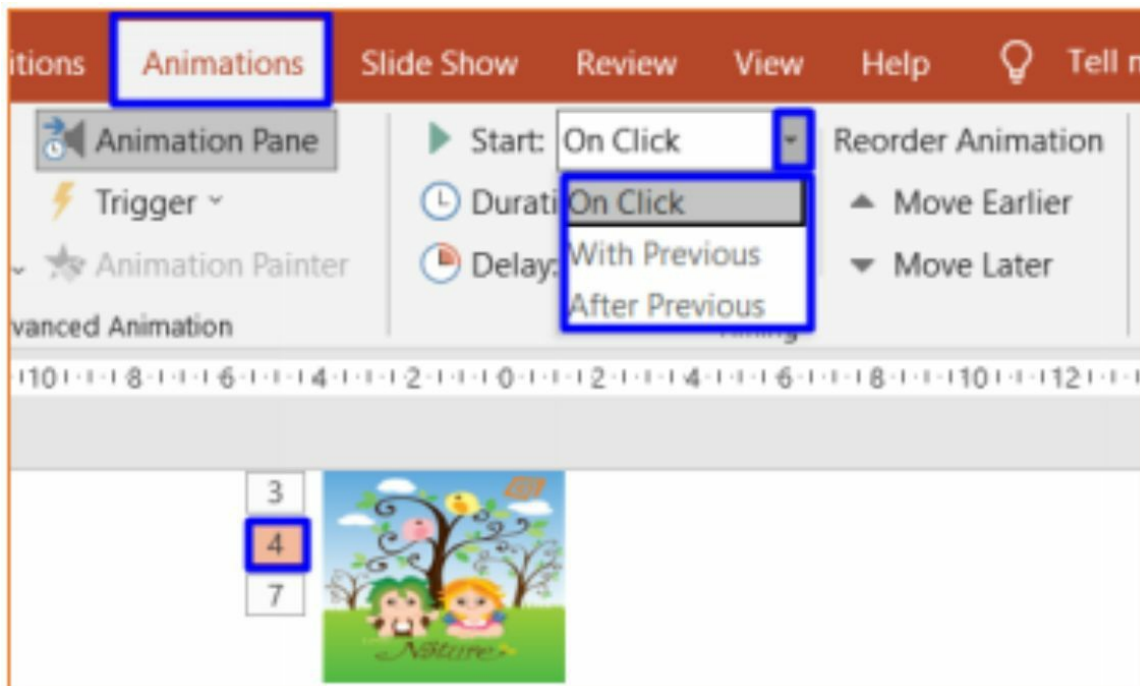 itions Animations Slide Show Review View Help Tell m
Animation Pane Start: On Click Reorder Animation
Trigger Durati On Click Move Earlier
Animation Painter Delay: With Previous Move Later
After Previous
vanced Animation
10 8 6 4 2 0 2 4 6 8 10 12
3
4
7
Nature